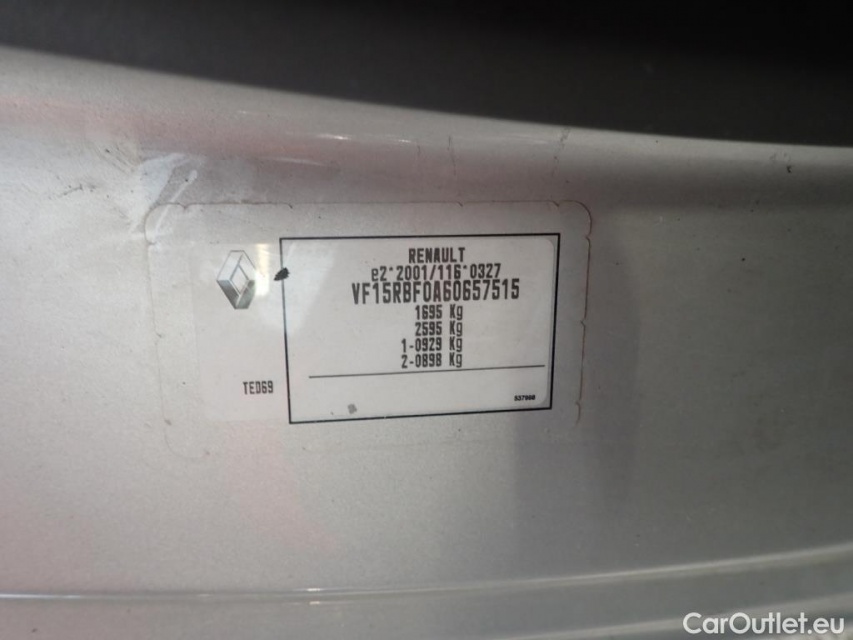 RENAULT
e2*2001/116*0327
VF15RBF0A60657515
1695 Kg
2595 Kg
1-0929 Kg
2-0898 Kg
TED69
CarOutlet.eu